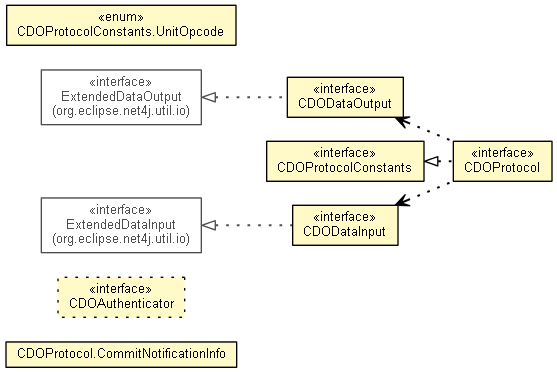 «enum»
CDOProtocolConstants.UnitOpcode
«interface»
ExtendedDataOutput
(org.eclipse.net4j.util.io)
«interface»
CDODataOutput
«interface»
CDOProtocolConstants
«interface»
CDOProtocol
«interface»
ExtendedDataInput
(org.eclipse.net4j.util.io)
«interface»
CDODataInput
«interface»
CDOAuthenticator
CDOProtocol.CommitNotificationInfo